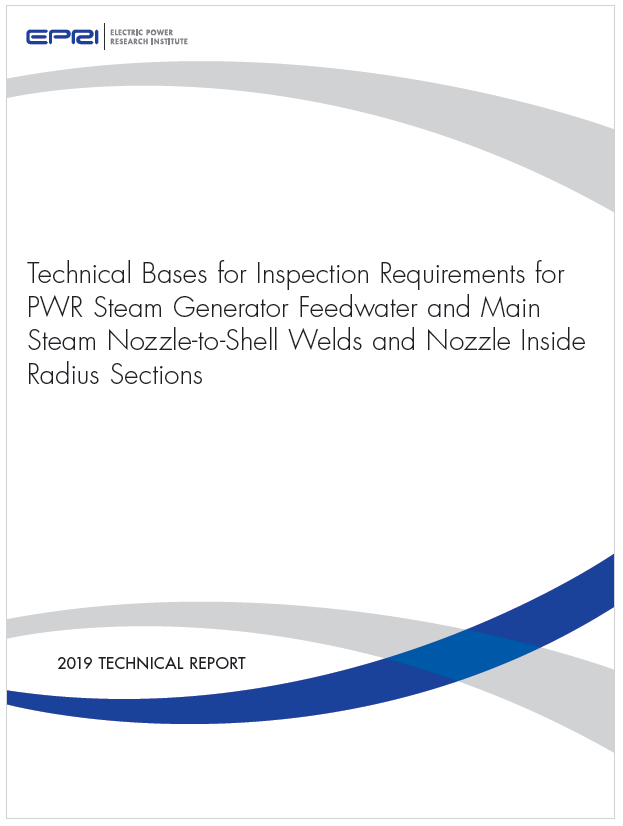 EPRI
ELECTRIC POWER
RESEARCH INSTITUTE
Technical Bases for Inspection Requirements for
PWR Steam Generator Feedwater and Main
Steam Nozzle-to-Shell Welds and Nozzle Inside
Radius Sections
2019 TECHNICAL REPORT